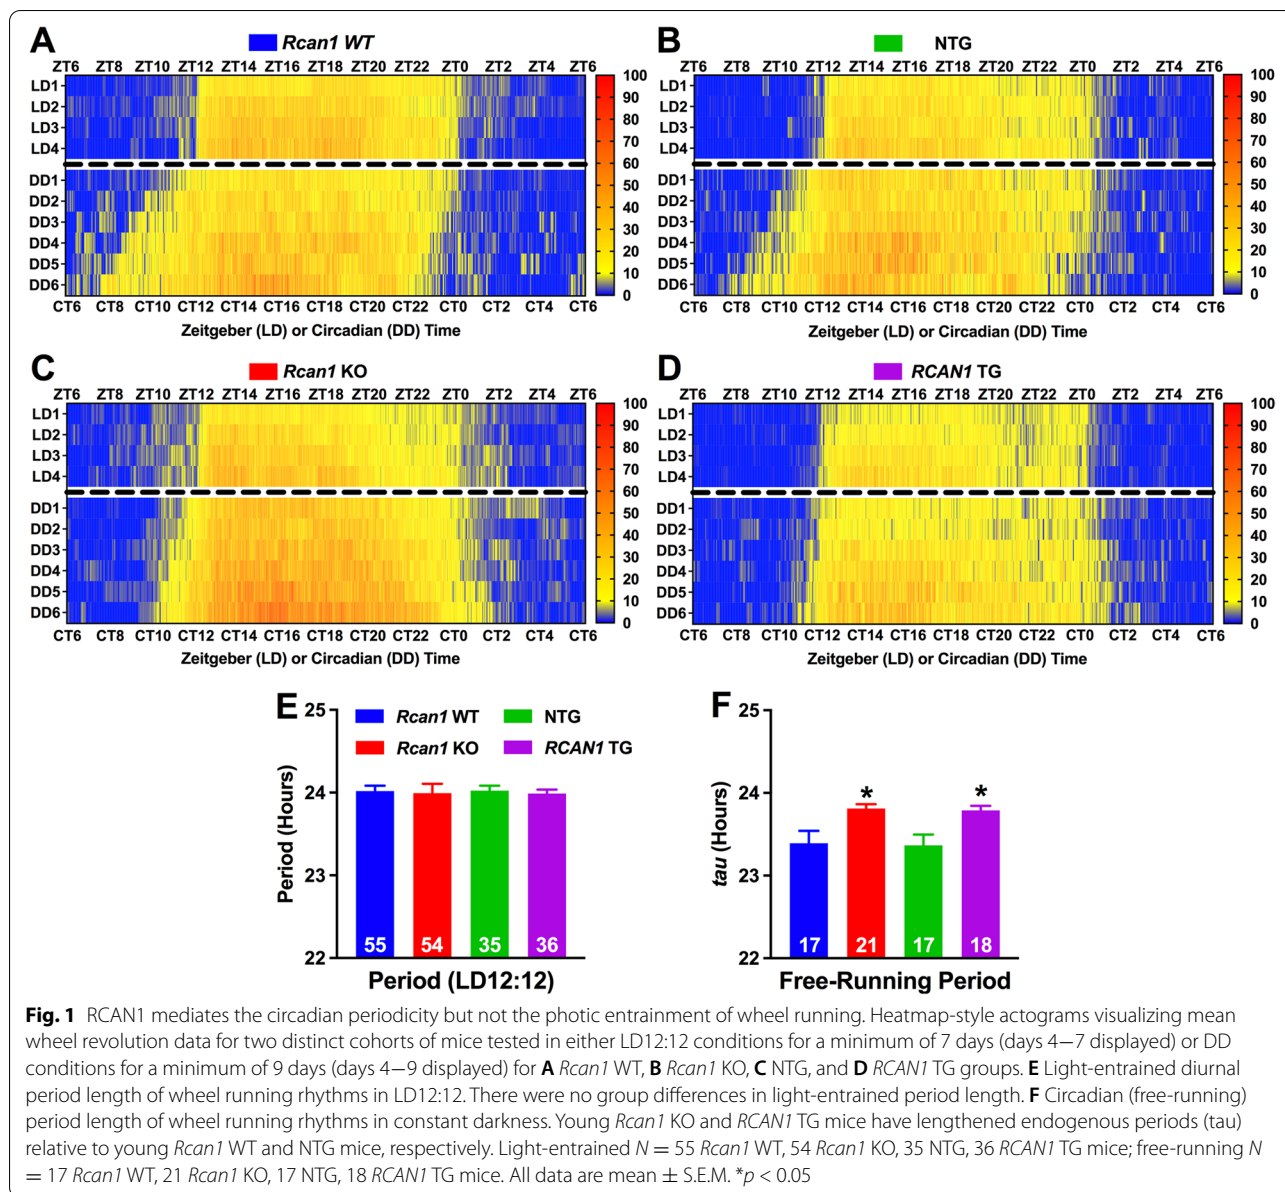 A
Rcan1 WT
ZT6 ZT8 ZT10 ZT12 ZT14 ZT16 ZT18 ZT20 ZT22 ZT0 ZT2 ZT4 ZT6
LD1
LD2
LD3
LD4
DD1
DD2
DD3
DD4
DD5
DD6
CT6 CT8 CT10 CT12 CT14 CT16 CT18 CT20 CT22 CT0 CT2 CT4 CT6
Zeitgeber (LD) or Circadian (DD) Time
100
90
80
70
60
50
40
30
20
10
0
B
NTG
ZT6 ZT8 ZT10 ZT12 ZT14 ZT16 ZT18 ZT20 ZT22 ZT0 ZT2 ZT4 ZT6
LD1
LD2
LD3
LD4
DD1
DD2
DD3
DD4
DD5
DD6
CT6 CT8 CT10 CT12 CT14 CT16 CT18 CT20 CT22 CT0 CT2 CT4 CT6
Zeitgeber (LD) or Circadian (DD) Time
100
90
80
70
60
50
40
30
20
10
0
C
Rcan1 KO
ZT6 ZT8 ZT10 ZT12 ZT14 ZT16 ZT18 ZT20 ZT22 ZT0 ZT2 ZT4 ZT6
LD1
LD2
LD3
LD4
DD1
DD2
DD3
DD4
DD5
DD6
CT6 CT8 CT10 CT12 CT14 CT16 CT18 CT20 CT22 CT0 CT2 CT4 CT6
Zeitgeber (LD) or Circadian (DD) Time
100
90
80
70
60
50
40
30
20
10
0
D
RCAN1 TG
ZT6 ZT8 ZT10 ZT12 ZT14 ZT16 ZT18 ZT20 ZT22 ZT0 ZT2 ZT4 ZT6
LD1
LD2
LD3
LD4
DD1
DD2
DD3
DD4
DD5
DD6
CT6 CT8 CT10 CT12 CT14 CT16 CT18 CT20 CT22 CT0 CT2 CT4 CT6
Zeitgeber (LD) or Circadian (DD) Time
100
90
80
70
60
50
40
30
20
10
0
E
Rcan1 WT
NTG
Rcan1 KO
RCAN1 TG
Period (Hours)
25
24
23
22
55 54 35 36
Period (LD12:12)
F
tau (Hours)
25
24
23
22
* *
17 21 17 18
Free-Running Period
Fig. 1 RCAN1 mediates the circadian periodicity but not the photic entrainment of wheel running. Heatmap-style actograms visualizing mean
wheel revolution data for two distinct cohorts of mice tested in either LD12:12 conditions for a minimum of 7 days (days 4—7 displayed) or DD
conditions for a minimum of 9 days (days 4—9 displayed) for A Rcan1 WT, B Rcan1 KO, C NTG, and D RCAN1 TG groups. E Light-entrained diurnal
period length of wheel running rhythms in LD12:12. There were no group differences in light-entrained period length. F Circadian (free-running)
period length of wheel running rhythms in constant darkness. Young Rcan1 KO and RCAN1 TG mice have lengthened endogenous periods (tau)
relative to young Rcan1 WT and NTG mice, respectively. Light-entrained N = 55 Rcan1 WT, 54 Rcan1 KO, 35 NTG, 36 RCAN1 TG mice; free-running N
= 17 Rcan1 WT, 21 Rcan1 KO, 17 NTG, 18 RCAN1 TG mice. All data are mean ± S.E.M. *p < 0.05